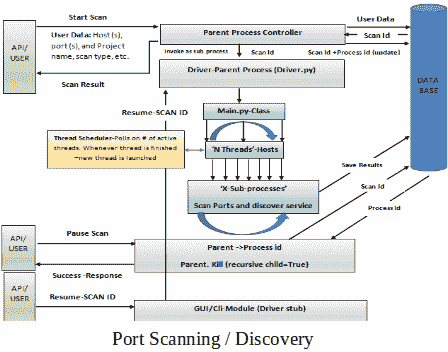 API/
USER
Start Scan
User Data: Host(s),
port(s), and Project
name, scan type, etc.
Scan Result
Parent Process Controller
User Data
Scan Id
Invoke as sub process
Scan Id
Scan Id +Process id (update)
DATA
BASE
Driver-Parent Process (Driver.py)
Resume-SCAN ID
Main.py-Class
Thread Scheduler-Polls on # of active
threads. Whenever thread is finished
–new thread is launched
'N Threads'-Hosts
'X-Sub-processes'
Scan Ports and discover service
Save Results
Scan Id
Process Id
API/
USER
Pause Scan
Success -Response
Parent ->Process id
Parent. Kill (recursive child=True)
API/
USER
Resume-SCAN ID
GUI/Cli-Module (Driver stub)
Port Scanning / Discovery